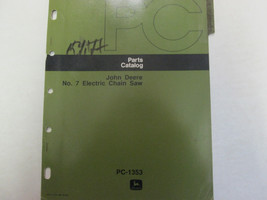 PC
Parts
Catalog
John Deere
No. 7 Electric Chain Saw
PC-1353